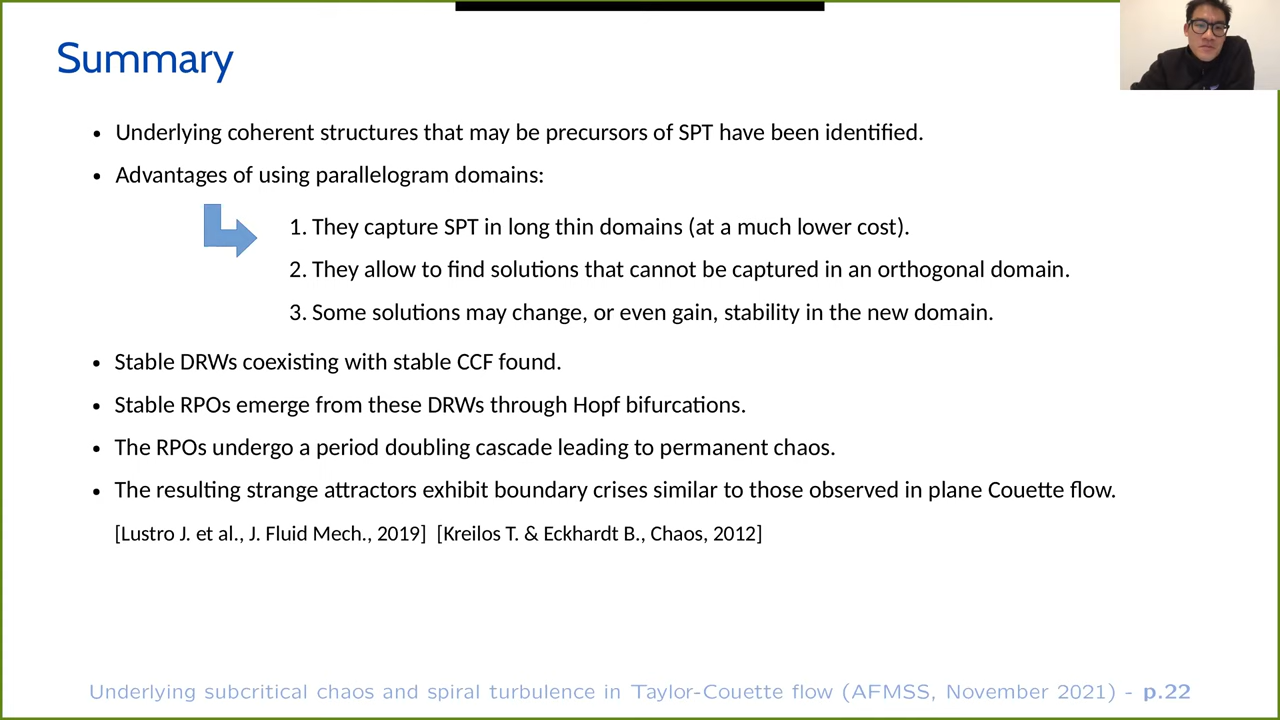 Summary
• Underlying coherent structures that may be precursors of SPT have been identified.
• Advantages of using parallelogram domains:
1. They capture SPT in long thin domains (at a much lower cost).
2. They allow to find solutions that cannot be captured in an orthogonal domain.
3. Some solutions may change, or even gain, stability in the new domain.
• Stable DRWs coexisting with stable CCF found.
• Stable RPOs emerge from these DRWs through Hopf bifurcations.
• The RPOs undergo a period doubling cascade leading to permanent chaos.
• The resulting strange attractors exhibit boundary crises similar to those observed in plane Couette flow.
[Lustro J. et al., J. Fluid Mech., 2019] [Kreilos T. & Eckhardt B., Chaos, 2012]
Underlying subcritical chaos and spiral turbulence in Taylor-Couette flow (AFMSS, November 2021) - p.22